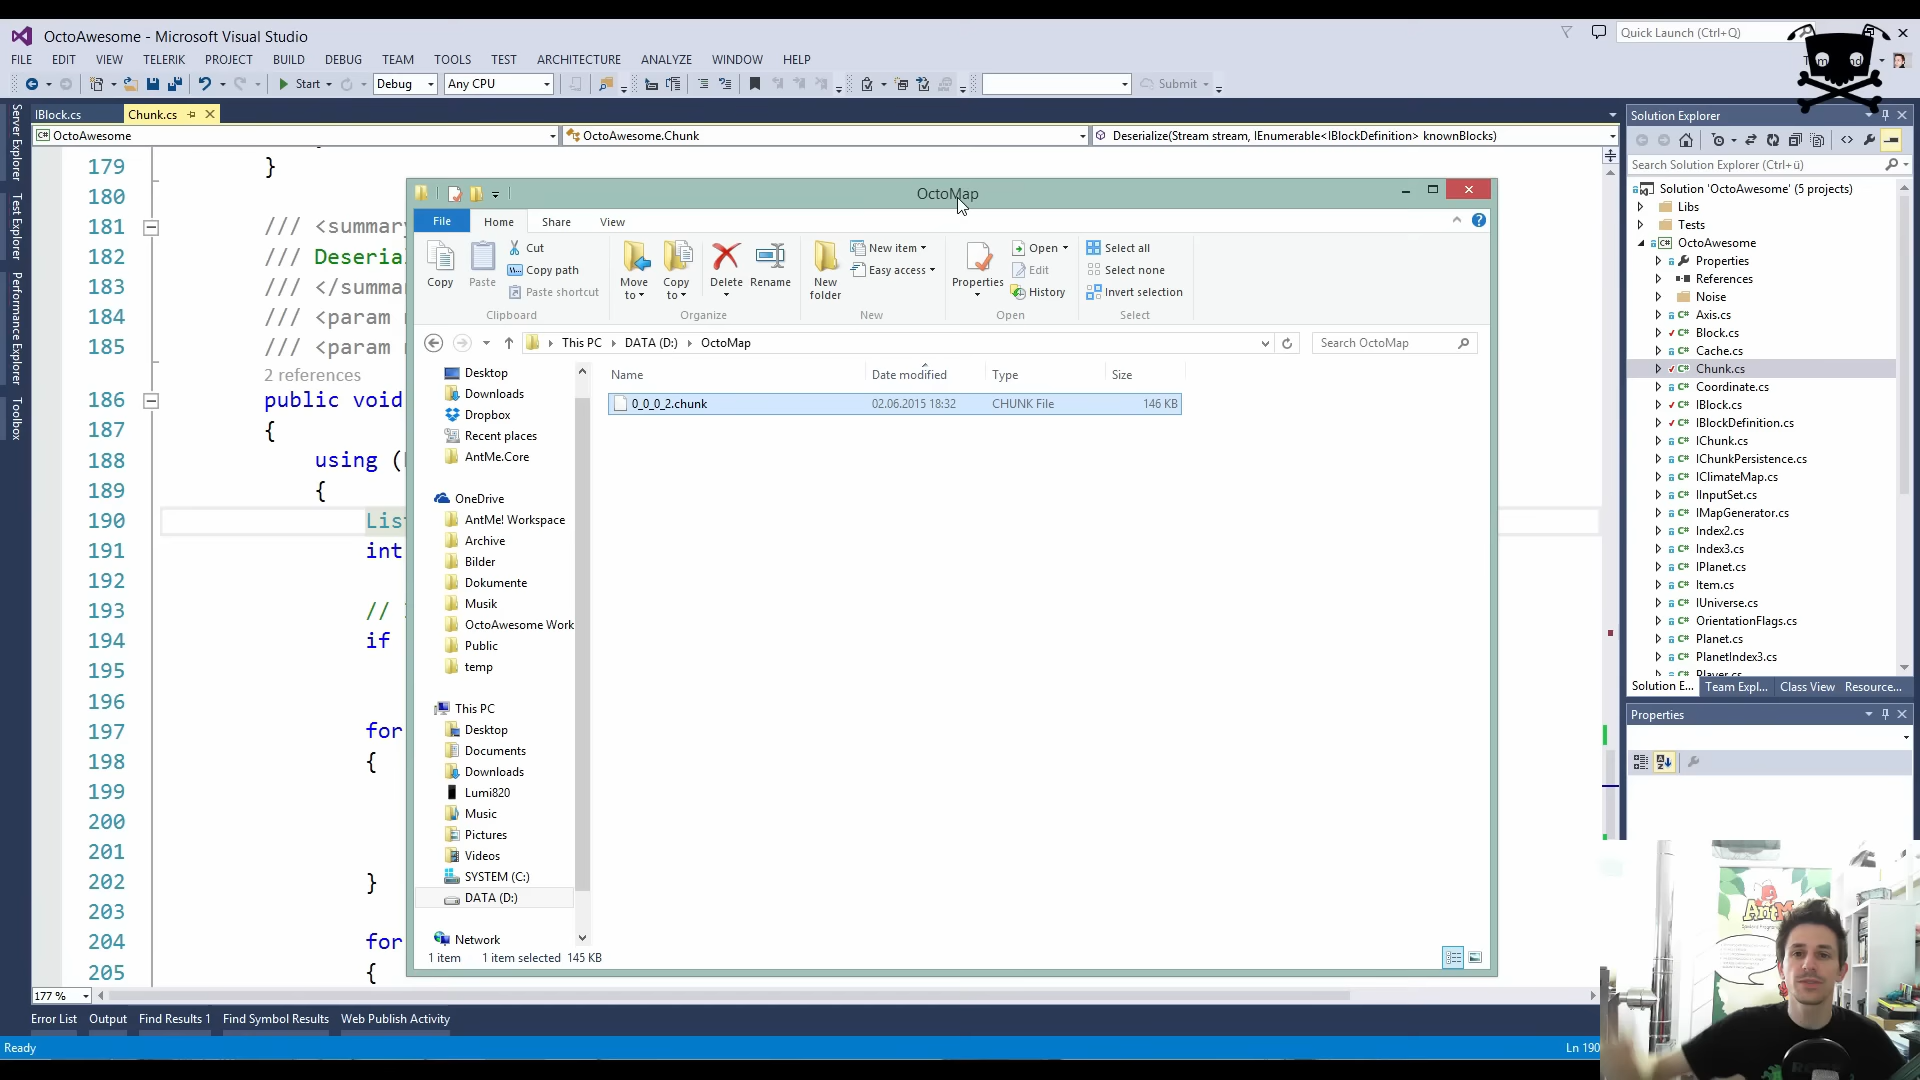 OctoAwesome - Microsoft Visual Studio
Quick Launch (Ctrl+Q)
FILE EDIT VIEW TELERIK PROJECT BUILD DEBUG TEAM TOOLS TEST ARCHITECTURE ANALYZE WINDOW HELP
Start Debug Any CPU Submit
IBlock.cs Chunk.cs
OctoAwesome OctoAwesome.Chunk Deserialize(Stream stream, IEnumerable<IBlockDefinition> knownBlocks)
Server Explorer
Test Explorer
Performance Explorer
Toolbox
179 }
180
181 /// <summary
182 /// Deseria
183 /// </summar
184 /// <param
185 /// <param
2 references
186 public void
187 {
188 using (
189 {
190 List
191 int
192
193 //
194 if
195
196
197 for
198 {
199
200
201
202 }
203
204 for
205 {
177 %
OctoMap
File Home Share View
Copy
Paste
Cut
Copy path
Paste shortcut
Clipboard
Move to
Copy to
Delete
Rename
Organize
New folder
New item
Easy access
New
Properties
Open
Edit
History
Open
Select all
Select none
Invert selection
Select
This PC DATA (D:) OctoMap
Search OctoMap
Name Date modified Type Size
0_0_0_2.chunk 02.06.2015 18:32 CHUNK File 146 KB
Desktop
Downloads
Dropbox
Recent places
AntMe.Core
OneDrive
AntMe! Workspace
Archive
Bilder
Dokumente
Musik
OctoAwesome Work
Public
temp
This PC
Desktop
Documents
Downloads
Lumi820
Music
Pictures
Videos
SYSTEM (C:)
DATA (D:)
Network
1 item 1 item selected 145 KB
Solution Explorer
Search Solution Explorer (Ctrl+ü)
Solution 'OctoAwesome' (5 projects)
Libs
Tests
OctoAwesome
Properties
References
Noise
Axis.cs
Block.cs
Cache.cs
Chunk.cs
Coordinate.cs
IBlock.cs
IBlockDefinition.cs
IChunk.cs
IChunkPersistence.cs
IClimateMap.cs
IInputSet.cs
IMapGenerator.cs
Index2.cs
Index3.cs
IPlanet.cs
Item.cs
IUniverse.cs
OrientationFlags.cs
Planet.cs
PlanetIndex3.cs
Player.cs
Solution E... Team Expl... Class View Resource...
Properties
Error List Output Find Results 1 Find Symbol Results Web Publish Activity
Ready Ln 190